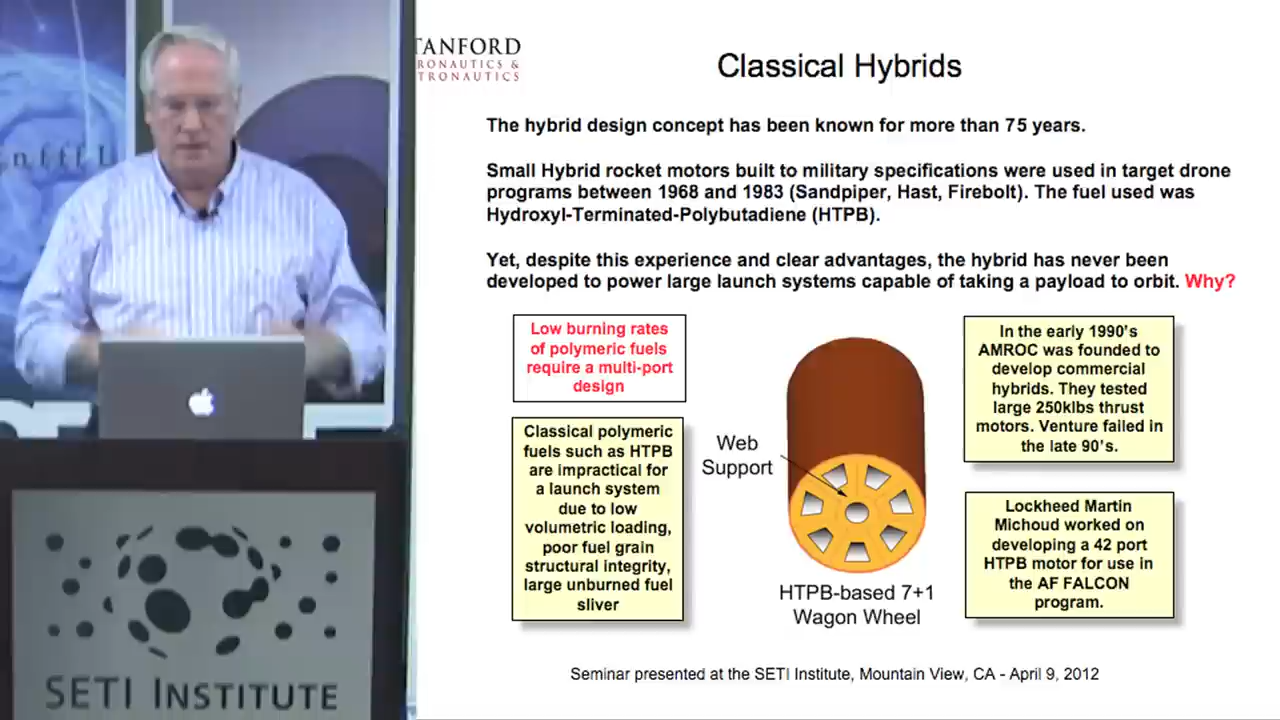 TANFORD
RONAUTICS &
TRONAUTICS
Classical Hybrids
The hybrid design concept has been known for more than 75 years.
Small Hybrid rocket motors built to military specifications were used in target drone
programs between 1968 and 1983 (Sandpiper, Hast, Firebolt). The fuel used was
Hydroxyl-Terminated-Polybutadiene (HTPB).
Yet, despite this experience and clear advantages, the hybrid has never been
developed to power large launch systems capable of taking a payload to orbit. Why?
Low burning rates
of polymeric fuels
require a multi-port
design
Classical polymeric
fuels such as HTPB
are impractical for
a launch system
due to low
volumetric loading,
poor fuel grain
structural integrity,
large unburned fuel
sliver
Web
Support
HTPB-based 7+1
Wagon Wheel
In the early 1990's
AMROC was founded to
develop commercial
hybrids. They tested
large 250klbs thrust
motors. Venture failed in
the late 90's.
Lockheed Martin
Michoud worked on
developing a 42 port
HTPB motor for use in
the AF FALCON
program.
Seminar presented at the SETI Institute, Mountain View, CA - April 9, 2012
SETI INSTITUTE